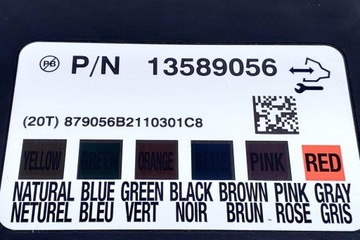 PB P/N 13589056
(20T) 879056B2110301C8
YELLOW GREEN ORANGE BLUE PINK RED
NATURAL BLUE GREEN BLACK BROWN PINK GRAY
NETUREL BLEU VERT NOIR BRUN ROSE GRIS